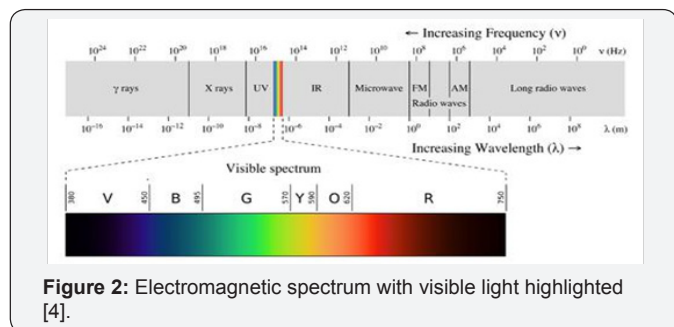 ← Increasing Frequency (ν)
10²⁴ 10²² 10²⁰ 10¹⁸ 10¹⁶ 10¹⁴ 10¹² 10¹⁰ 10⁸ 10⁶ 10⁴ 10² 10⁰ ν (Hz)
γ rays X rays UV IR Microwave FM AM Long radio waves
Radio waves
10⁻¹⁶ 10⁻¹⁴ 10⁻¹² 10⁻¹⁰ 10⁻⁸ 10⁻⁶ 10⁻⁴ 10⁻² 10⁰ 10² 10⁴ 10⁶ 10⁸ λ (m)
Increasing Wavelength (λ) →
Visible spectrum
380 V 450 B 495 G 570 Y 590 O 620 R 750
Figure 2: Electromagnetic spectrum with visible light highlighted
[4].